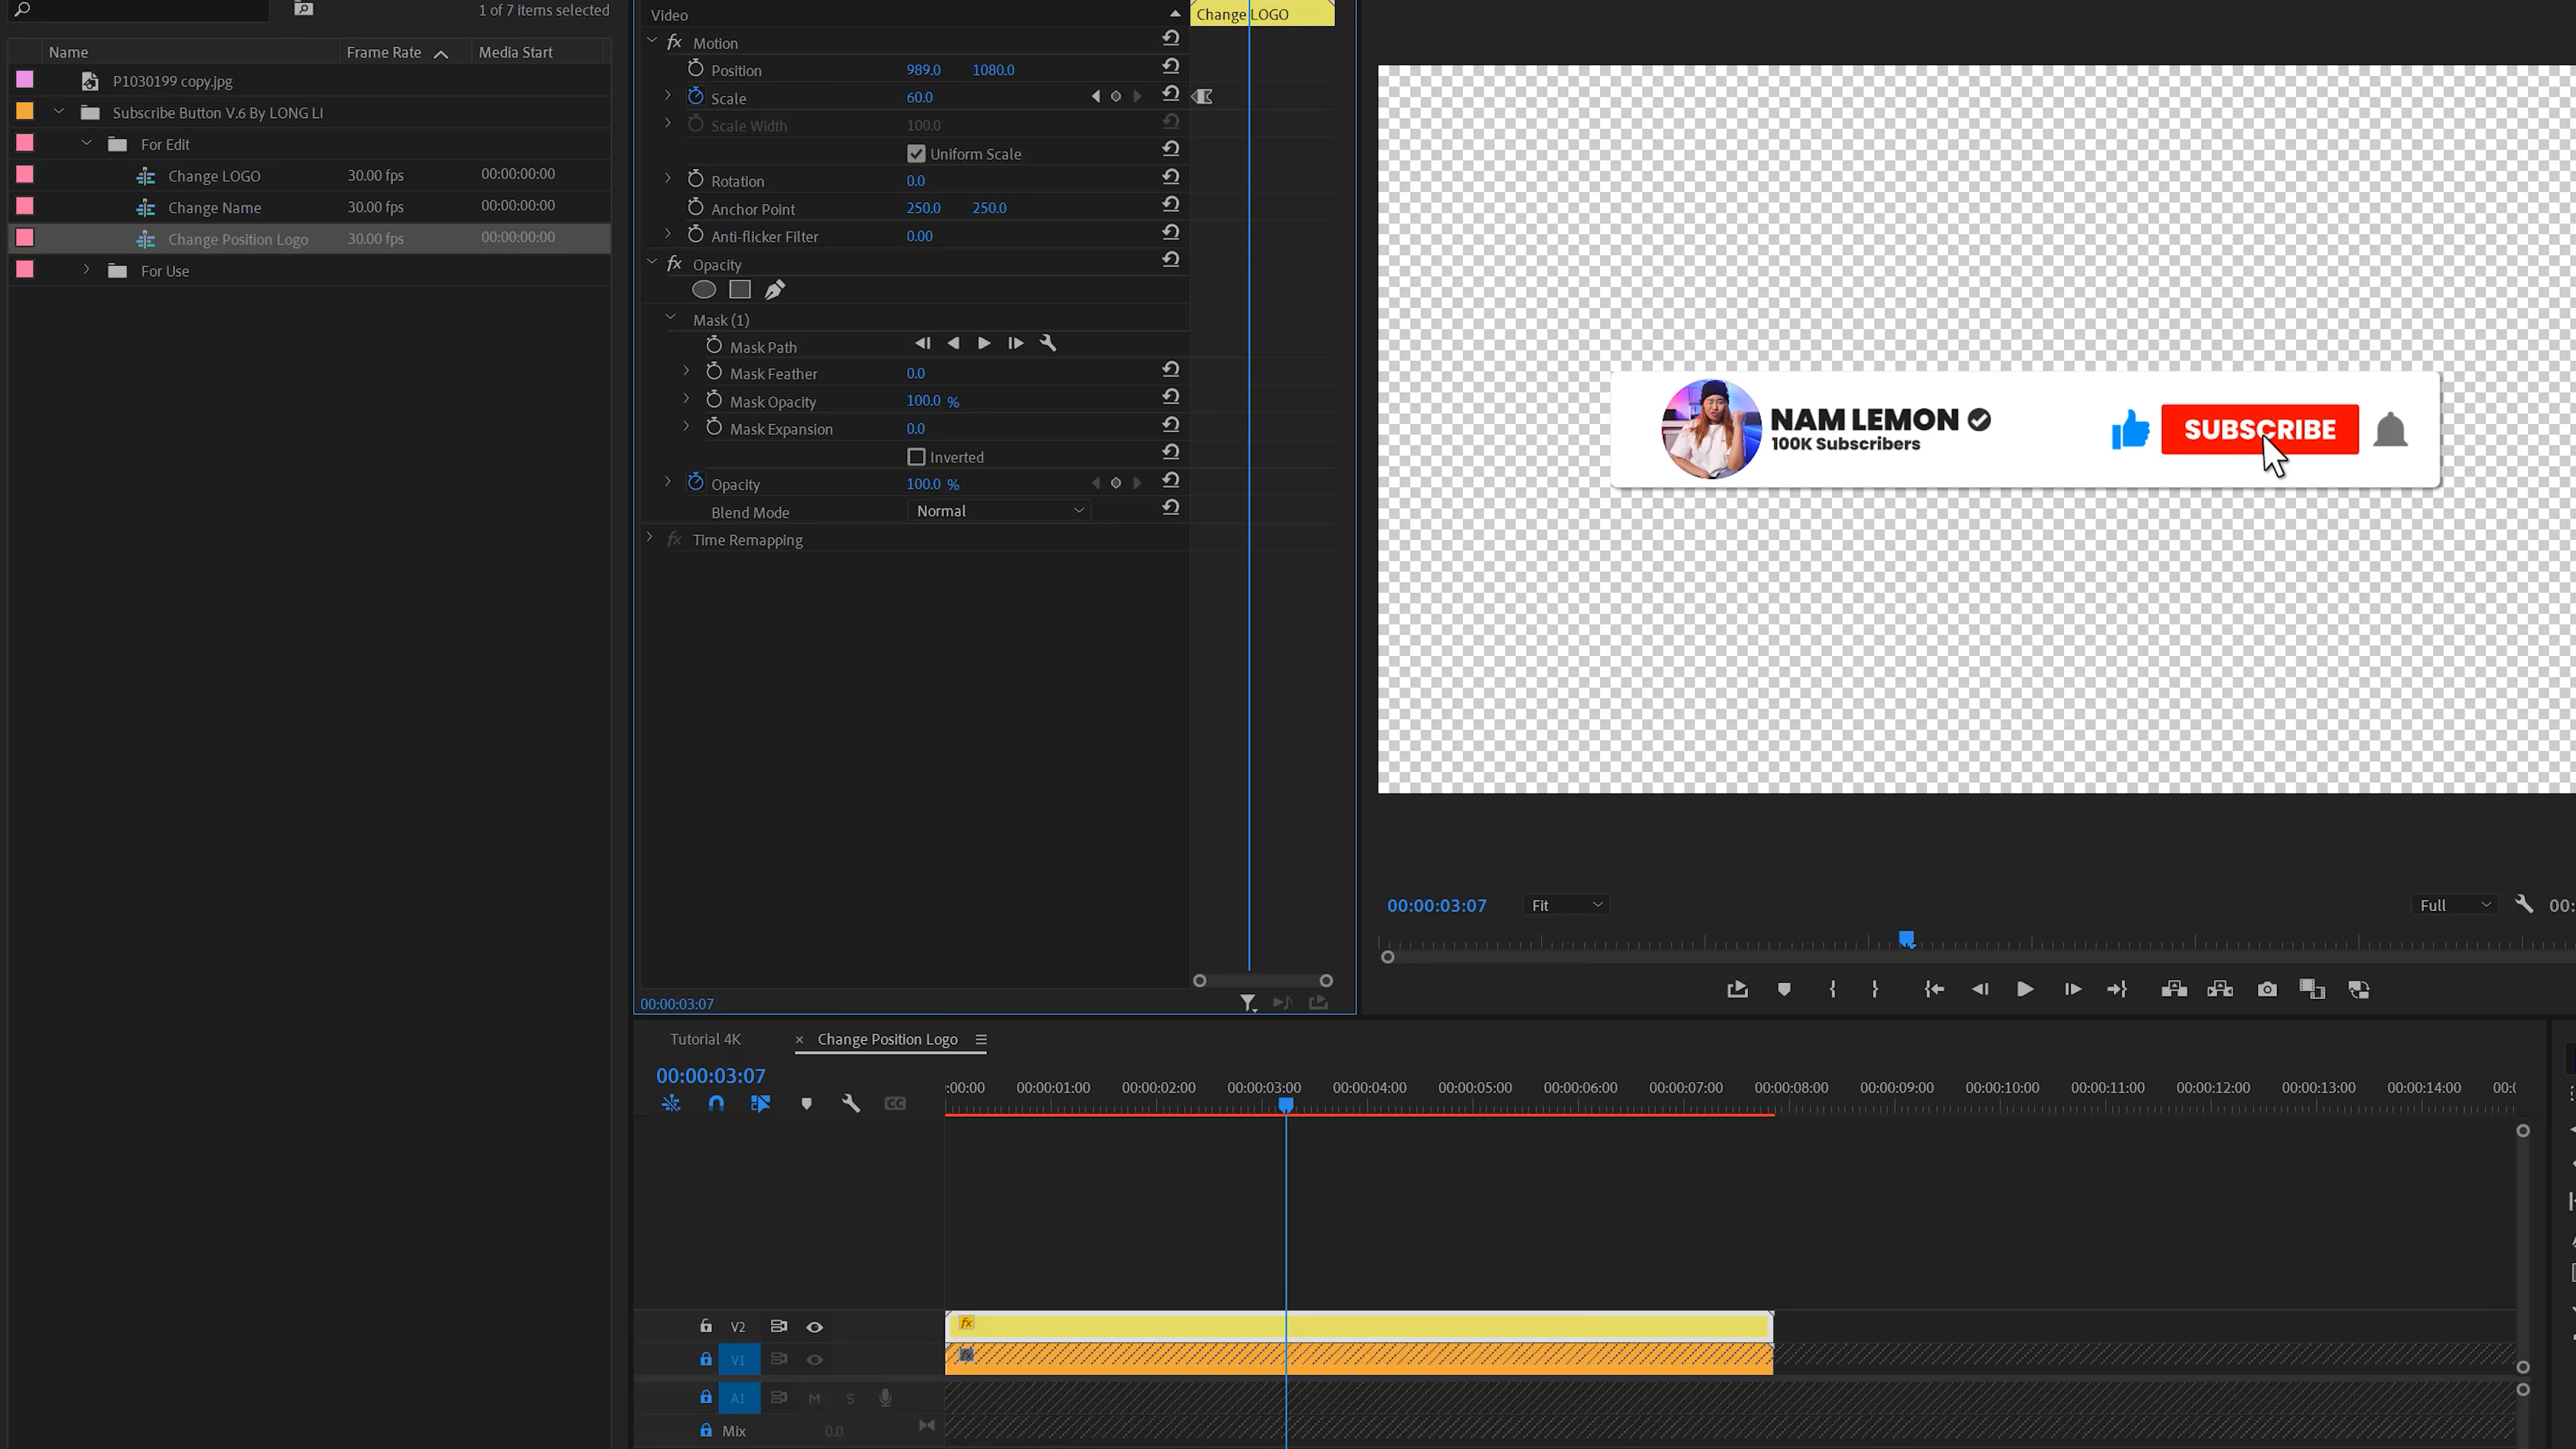 1 of 7 items selected
Name Frame Rate Media Start
P1030199 copy.jpg
Subscribe Button V.6 By LONG LI
For Edit
Change LOGO 30.00 fps 00:00:00:00
Change Name 30.00 fps 00:00:00:00
Change Position Logo 30.00 fps 00:00:00:00
For Use
Video Change LOGO
fx Motion
Position 989.0 1080.0
Scale 60.0
Scale Width 100.0
Uniform Scale
Rotation 0.0
Anchor Point 250.0 250.0
Anti-flicker Filter 0.00
fx Opacity
Mask (1)
Mask Path
Mask Feather 0.0
Mask Opacity 100.0 %
Mask Expansion 0.0
Inverted
Opacity 100.0 %
Blend Mode Normal
fx Time Remapping
00:00:03:07
NAM LEMON
100K Subscribers
SUBSCRIBE
00:00:03:07 Fit Full 00:
Tutorial 4K × Change Position Logo
00:00:03:07
:00:00 00:00:01:00 00:00:02:00 00:00:03:00 00:00:04:00 00:00:05:00 00:00:06:00 00:00:07:00 00:00:08:00 00:00:09:00 00:00:10:00 00:00:11:00 00:00:12:00 00:00:13:00 00:00:14:00 00:0
CC
V2 fx
V1 fx
A1 M S
Mix 0.0